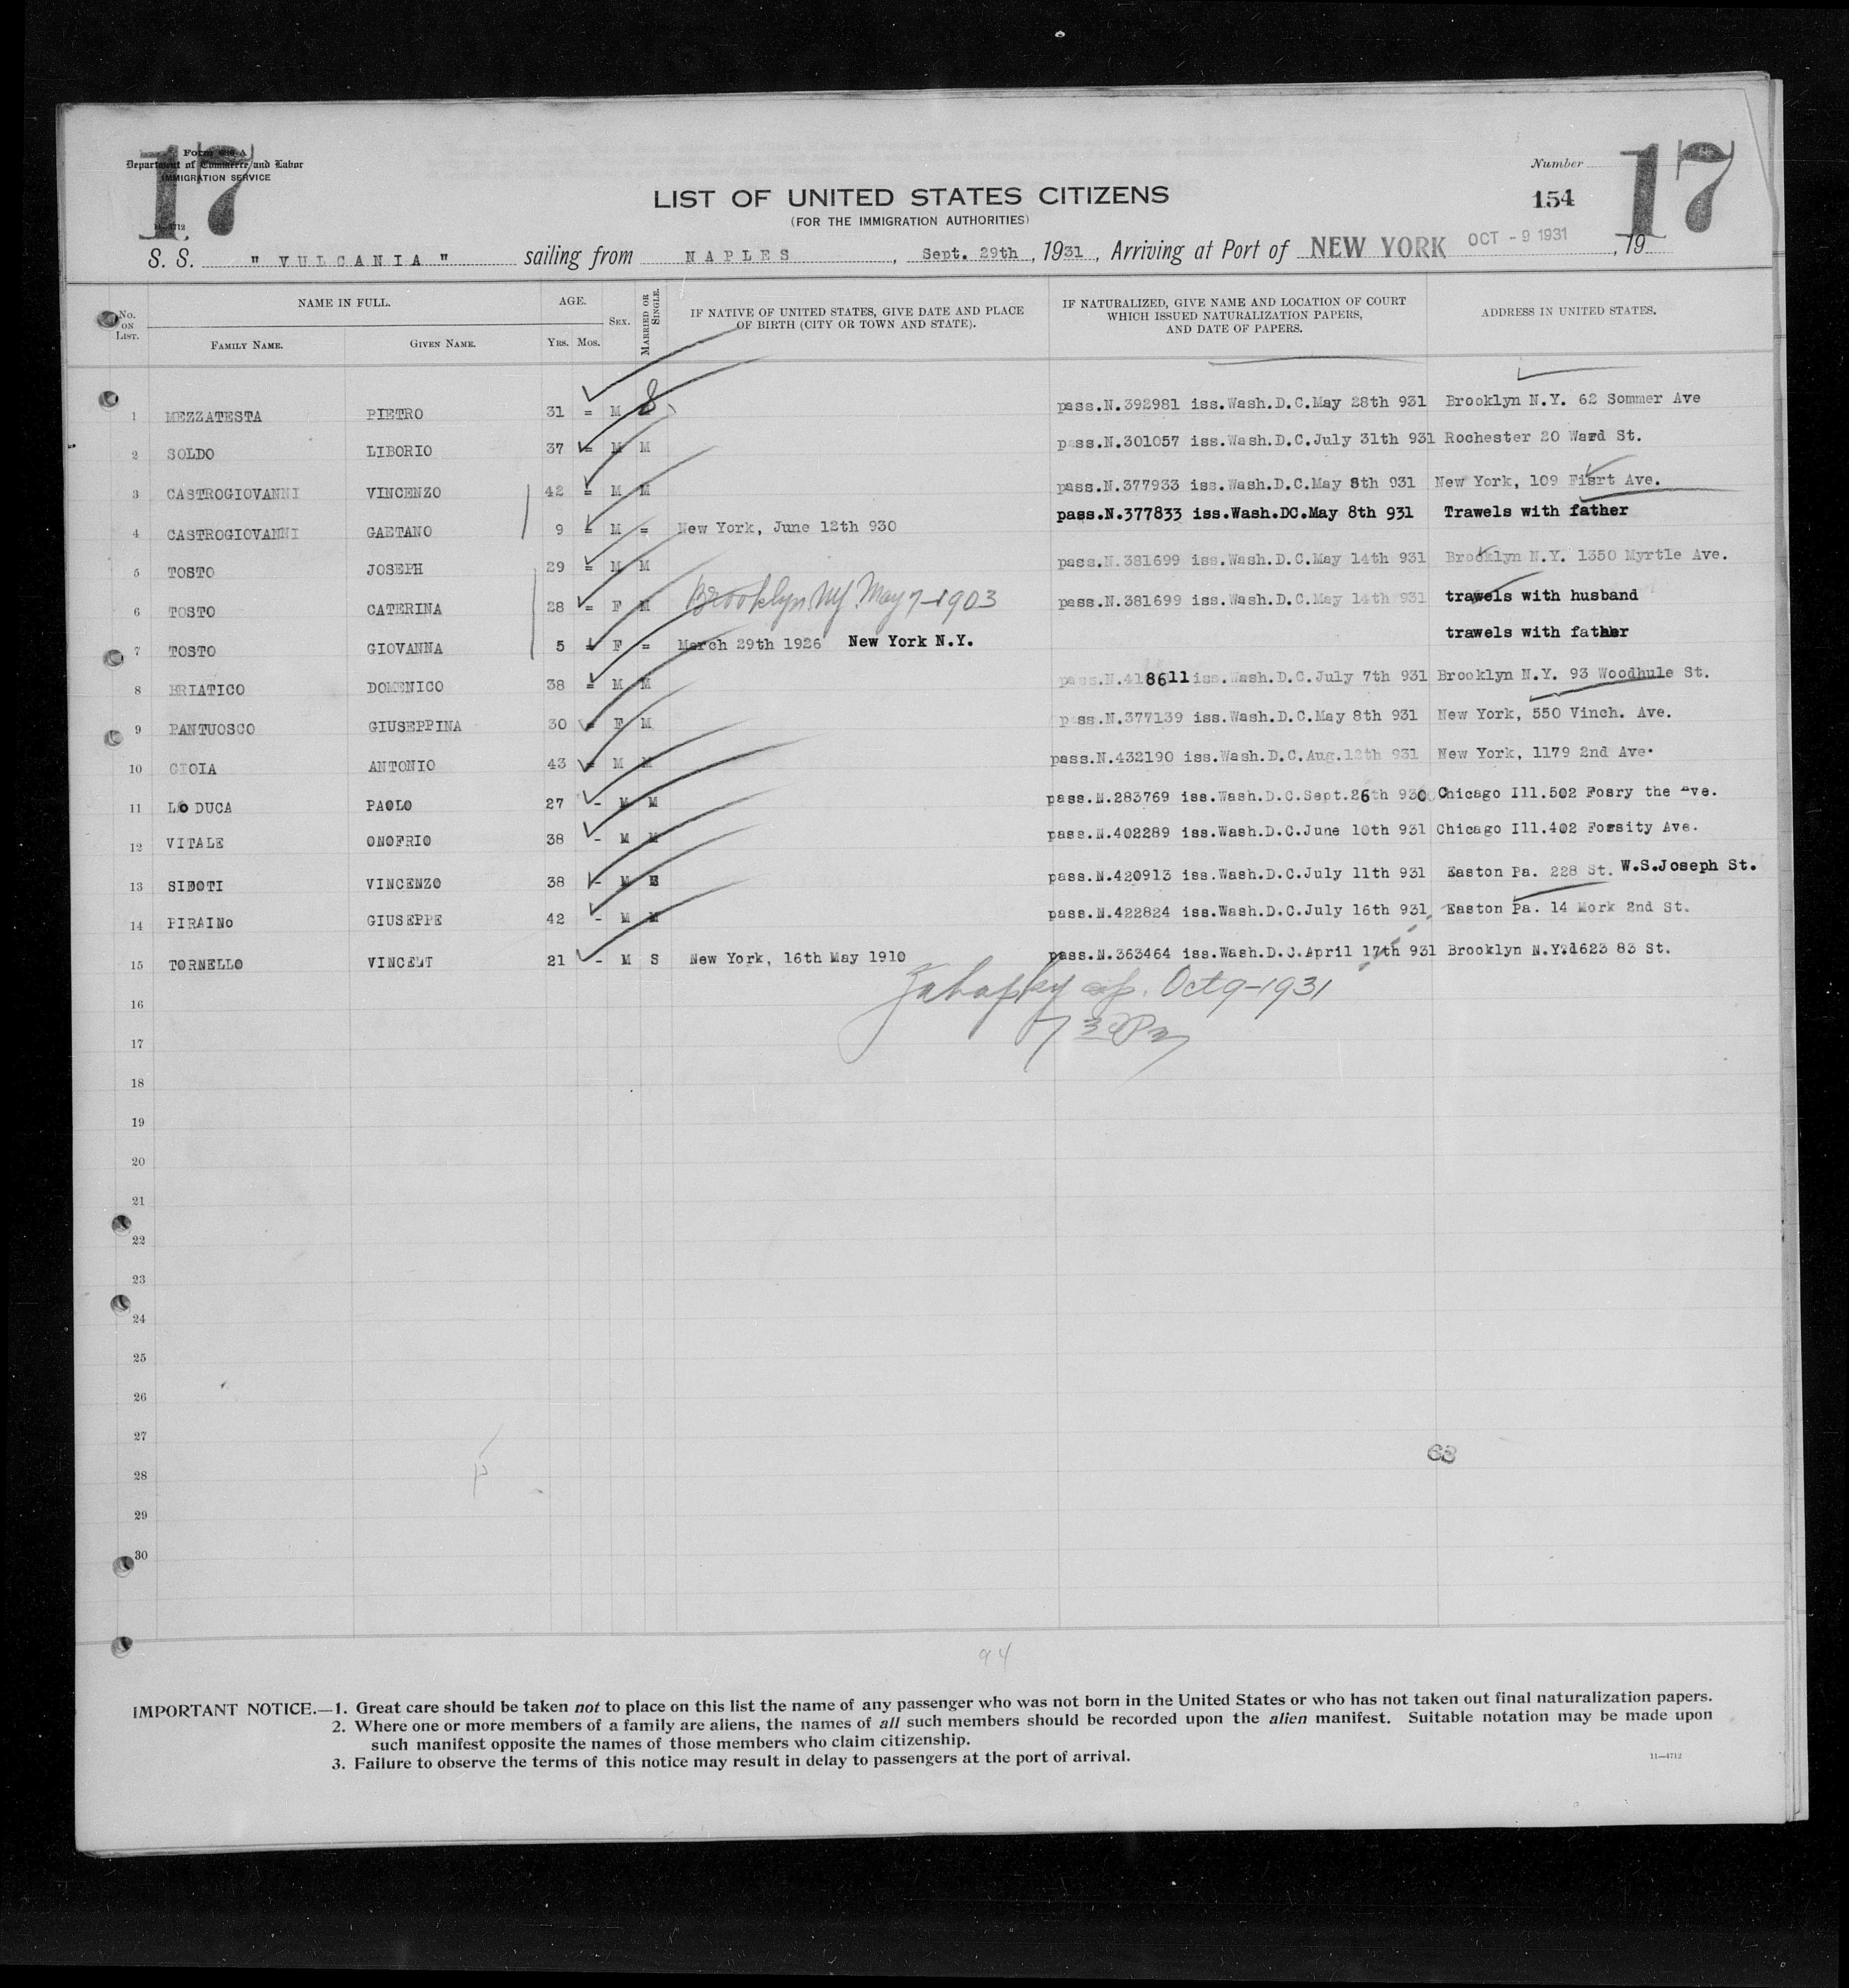 17
Form 630 A
Department of Commerce and Labor
IMMIGRATION SERVICE
11—4712
Number
154
17
LIST OF UNITED STATES CITIZENS
(FOR THE IMMIGRATION AUTHORITIES)
S. S. " VULCANIA " sailing from NAPLES, Sept. 29th, 1931, Arriving at Port of NEW YORK OCT - 9 1931, 19
No. ON LIST. NAME IN FULL. AGE. SEX. MARRIED OR SINGLE. IF NATIVE OF UNITED STATES, GIVE DATE AND PLACE OF BIRTH (CITY OR TOWN AND STATE). IF NATURALIZED, GIVE NAME AND LOCATION OF COURT WHICH ISSUED NATURALIZATION PAPERS, AND DATE OF PAPERS. ADDRESS IN UNITED STATES.
FAMILY NAME. GIVEN NAME. YRS. MOS.
1 MEZZATESTA PIETRO 31 = M S pass.N.392981 iss.Wash.D.C.May 28th 931 Brooklyn N.Y. 62 Sommer Ave
2 SOLDO LIBORIO 37 = M M pass.N.301057 iss.Wash.D.C.July 31th 931 Rochester 20 Ward St.
3 CASTROGIOVANNI VINCENZO 42 = M M pass.N.377933 iss.Wash.D.C.May 8th 931 New York, 109 Fisrt Ave.
4 CASTROGIOVANNI GAETANO 9 = M = New York, June 12th 930 pass.N.377833 iss.Wash.DC.May 8th 931 Trawels with father
5 TOSTO JOSEPH 29 = M M pass.N.381699 iss.Wash.D.C.May 14th 931 Brooklyn N.Y. 1350 Myrtle Ave.
6 TOSTO CATERINA 28 = F M Brooklyn NY. May 7-1903 pass.N.381699 iss.Wash.D.C.May 14th 931 trawels with husband
7 TOSTO GIOVANNA 5 = F = March 29th 1926 New York N.Y. trawels with father
8 BRIATICO DOMENICO 38 = M M pass.N.418611 iss.Wash.D.C.July 7th 931 Brooklyn N.Y. 93 Woodhule St.
9 PANTUOSCO GIUSEPPINA 30 = F M pass.N.377139 iss.Wash.D.C.May 8th 931 New York, 550 Vinch. Ave.
10 GIOIA ANTONIO 43 = M M pass.N.432190 iss.Wash.D.C.Aug.12th 931 New York, 1179 2nd Ave.
11 LO DUCA PAOLO 27 - M M pass.N.283769 iss.Wash.D.C.Sept.26th 930 Chicago Ill.502 Fosry the Ave.
12 VITALE ONOFRIO 38 - M M pass.N.402289 iss.Wash.D.C.June 10th 931 Chicago Ill.402 Forsity Ave.
13 SIDOTI VINCENZO 38 - M pass.N.420913 iss.Wash.D.C.July 11th 931 Easton Pa. 228 St. W.S.Joseph St.
14 PIRAINo GIUSEPPE 42 - M M pass.N.422824 iss.Wash.D.C.July 16th 931 Easton Pa. 14 Mork 2nd St.
15 TORNELLO VINCENT 21 - M S New York, 16th May 1910 pass.N.363464 iss.Wash.D.C.April 17th 931 Brooklyn N.Y.1623 83 St.
16 Oct 9-1931
17 7 30 Pm
18
19
20
21
22
23
24
25
26
27
63
28
29
30
94
IMPORTANT NOTICE.—1. Great care should be taken not to place on this list the name of any passenger who was not born in the United States or who has not taken out final naturalization papers.
2. Where one or more members of a family are aliens, the names of all such members should be recorded upon the alien manifest. Suitable notation may be made upon
such manifest opposite the names of those members who claim citizenship.
3. Failure to observe the terms of this notice may result in delay to passengers at the port of arrival.
11—4712